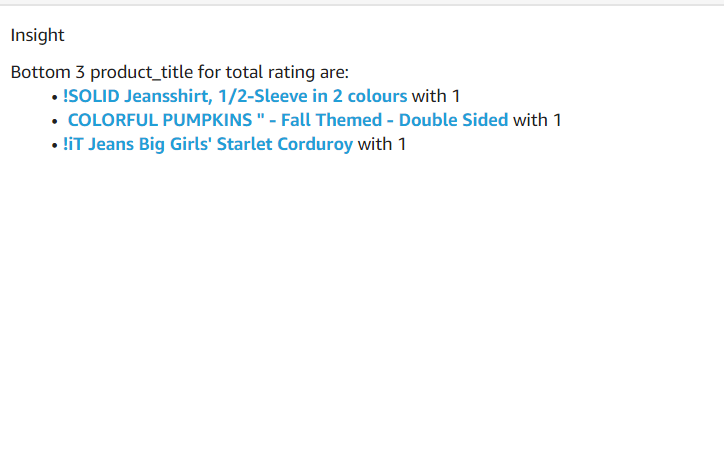 Insight
Bottom 3 product_title for total rating are:
• !SOLID Jeansshirt, 1/2-Sleeve in 2 colours with 1
• COLORFUL PUMPKINS " - Fall Themed - Double Sided with 1
• !iT Jeans Big Girls' Starlet Corduroy with 1